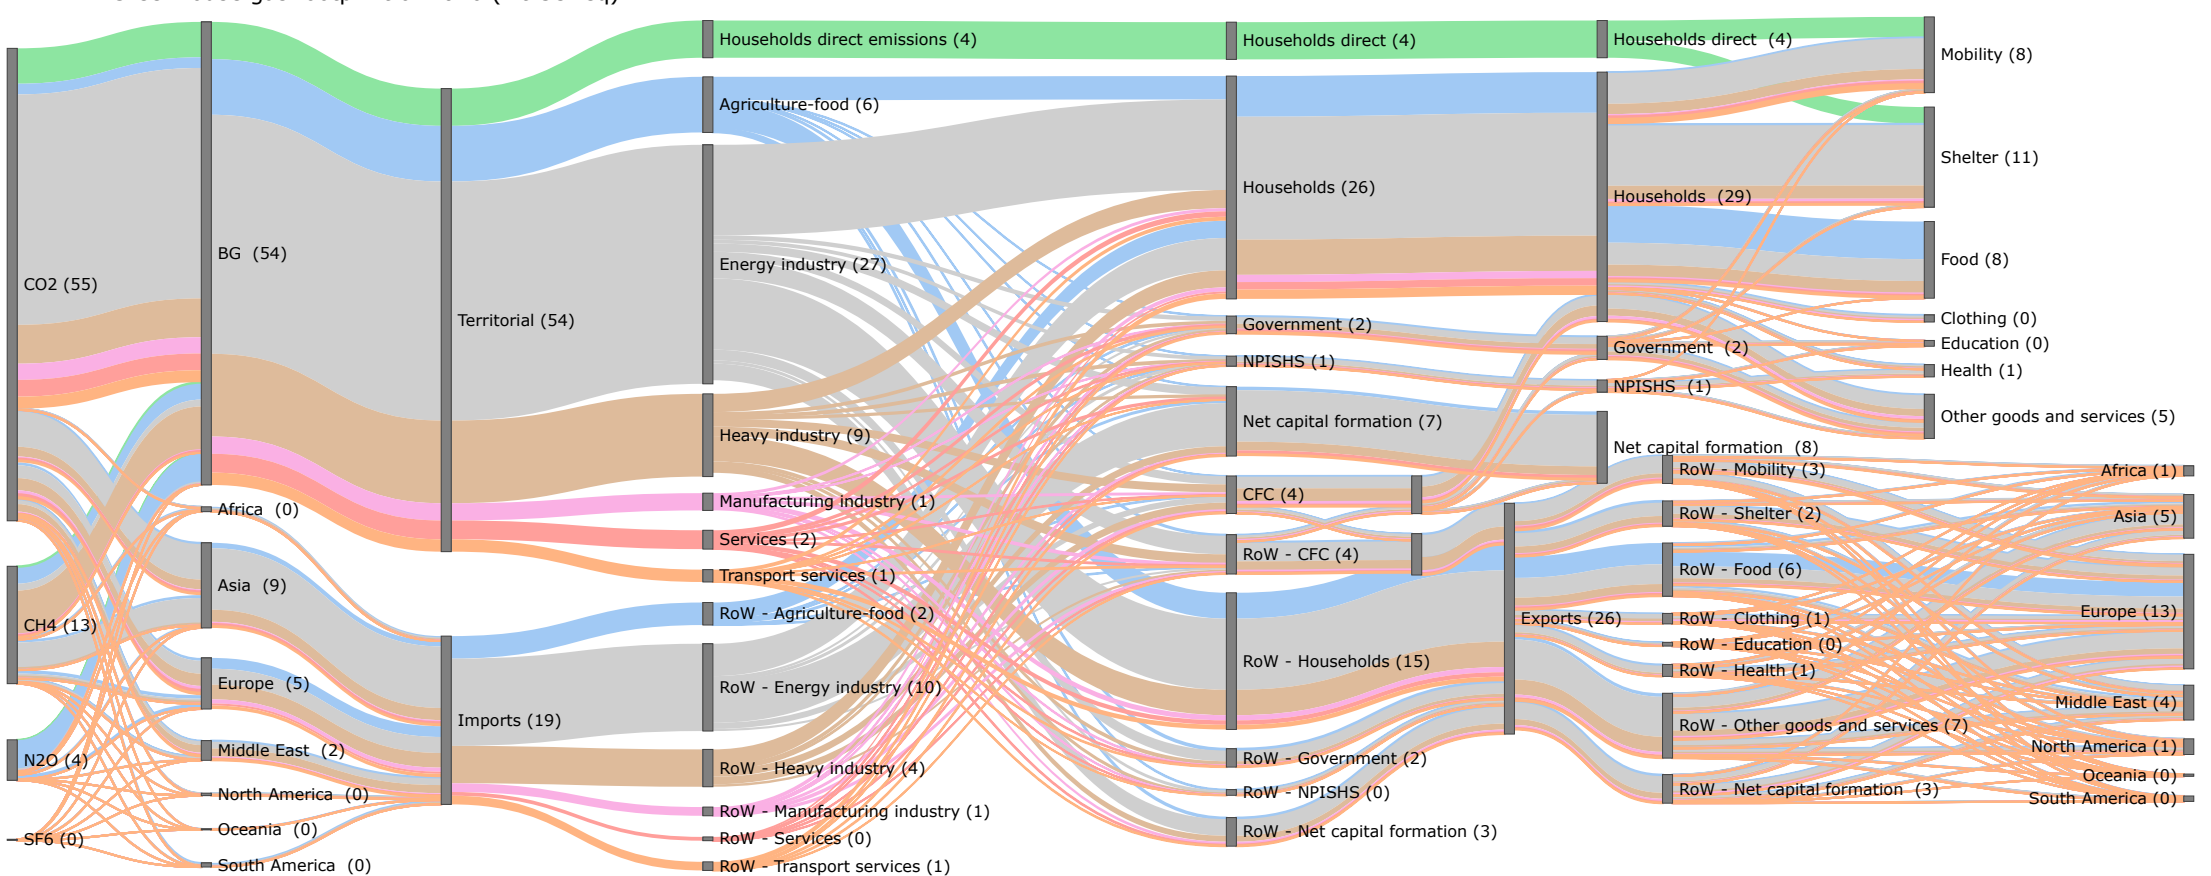 CO2 (55)
CH4 (13)
N2O (4)
SF6 (0)
BG (54)
Africa (0)
Asia (9)
Europe (5)
Middle East (2)
North America (0)
Oceania (0)
South America (0)
Territorial (54)
Imports (19)
Households direct emissions (4)
Agriculture-food (6)
Energy industry (27)
Heavy industry (9)
Manufacturing industry (1)
Services (2)
Transport services (1)
RoW - Agriculture-food (2)
RoW - Energy industry (10)
RoW - Heavy industry (4)
RoW - Manufacturing industry (1)
RoW - Services (0)
RoW - Transport services (1)
Households direct (4)
Households (26)
Government (2)
NPISHS (1)
Net capital formation (7)
CFC (4)
RoW - CFC (4)
RoW - Households (15)
RoW - Government (2)
RoW - NPISHS (0)
RoW - Net capital formation (3)
Exports (26)
Households direct (4)
Households (29)
Government (2)
NPISHS (1)
Net capital formation (8)
RoW - Mobility (3)
RoW - Shelter (2)
RoW - Food (6)
RoW - Clothing (1)
RoW - Education (0)
RoW - Health (1)
RoW - Other goods and services (7)
RoW - Net capital formation (3)
Mobility (8)
Shelter (11)
Food (8)
Clothing (0)
Education (0)
Health (1)
Other goods and services (5)
Africa (1)
Asia (5)
Europe (13)
Middle East (4)
North America (1)
Oceania (0)
South America (0)